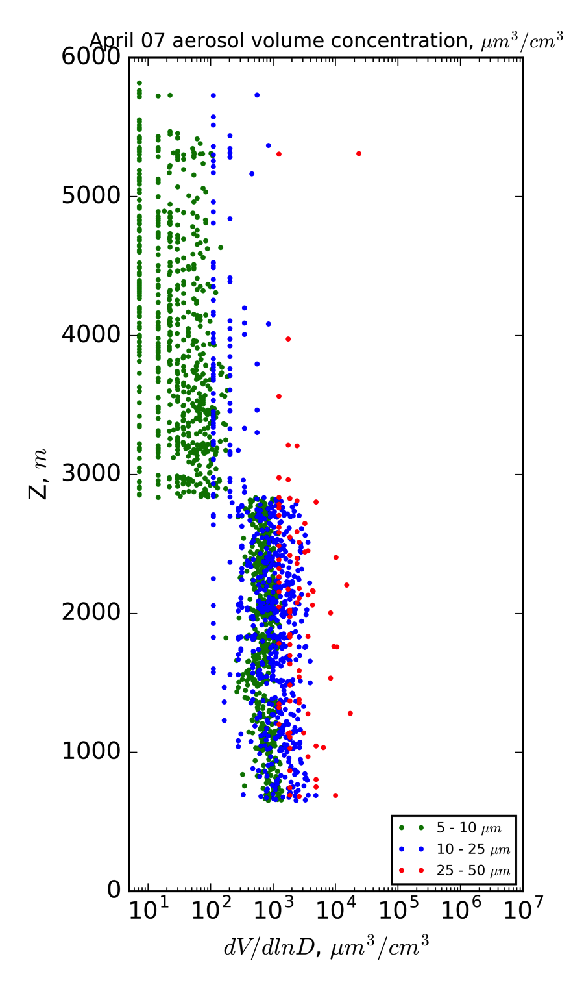 April 07 aerosol volume concentration, μm³/cm³
6000
5000
4000
3000
2000
1000
0
Z, m
10¹ 10² 10³ 10⁴ 10⁵ 10⁶ 10⁷
dV/dlnD, μm³/cm³
5 - 10 μm
10 - 25 μm
25 - 50 μm